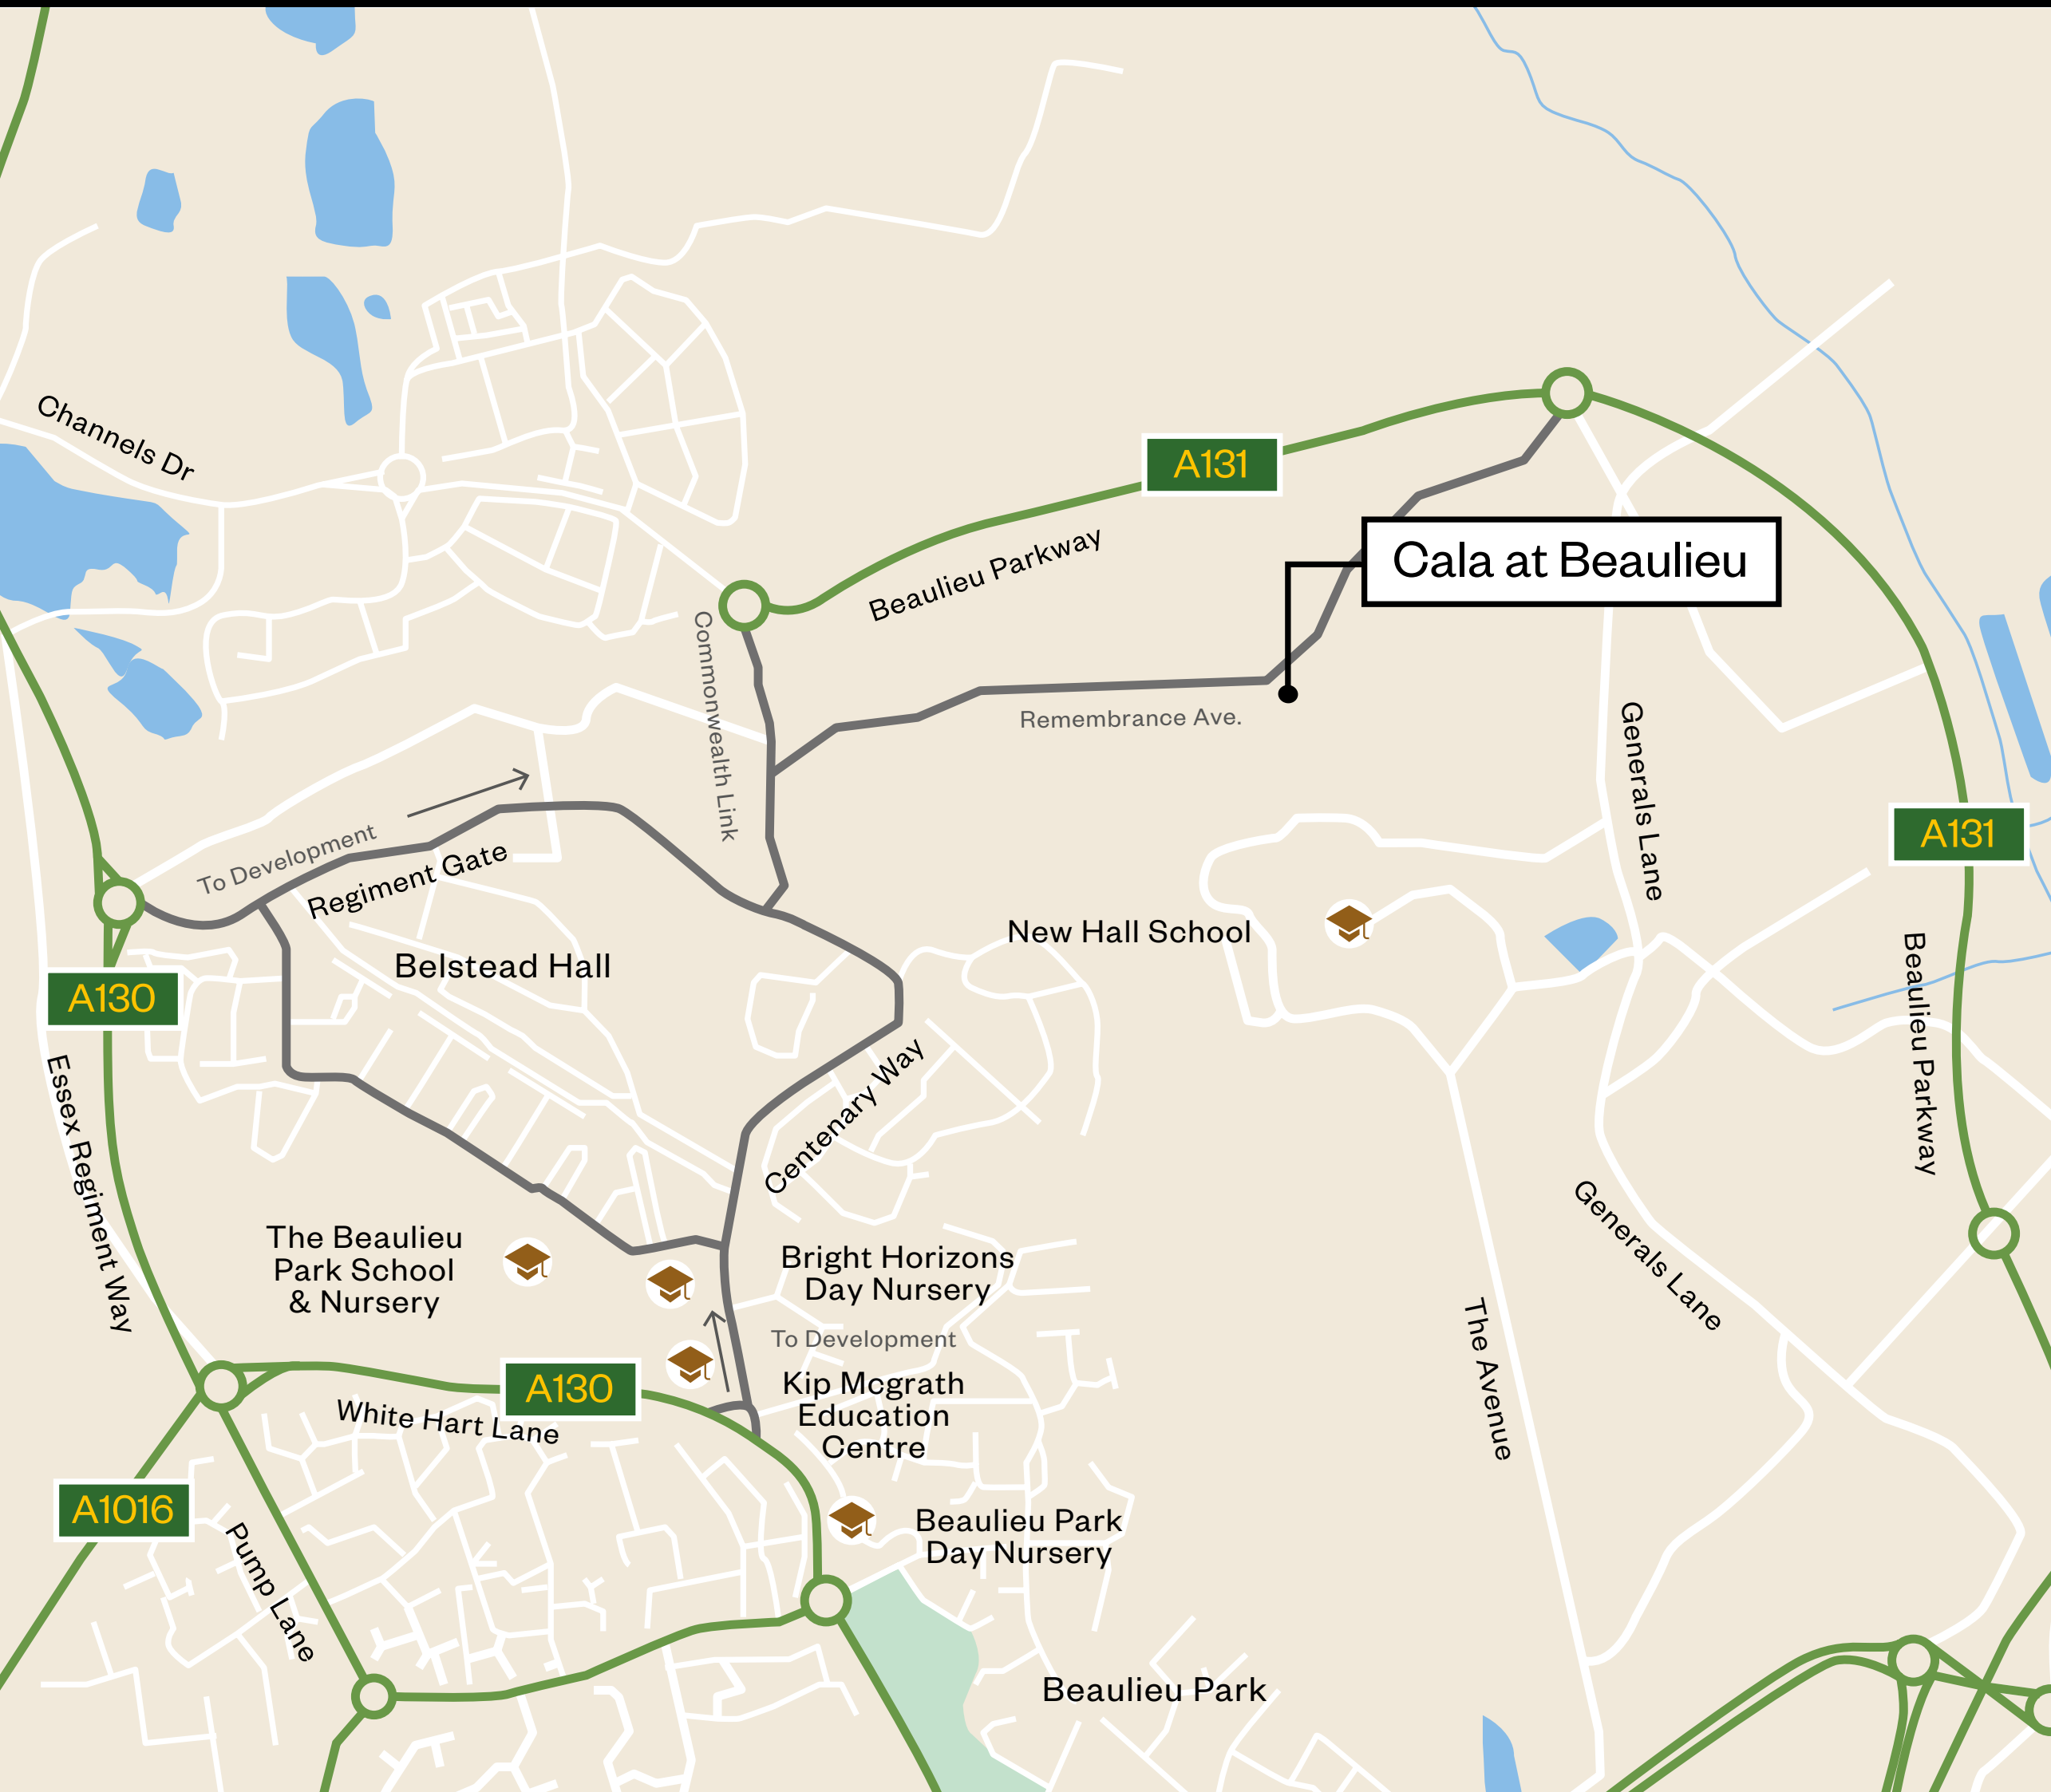 Channels Dr
A131
Cala at Beaulieu
Beaulieu Parkway
Commonwealth Link
Remembrance Ave.
Generals Lane
To Development
Regiment Gate
A131
New Hall School
Belstead Hall
A130
Beaulieu Parkway
Essex Regiment Way
Centenary Way
Generals Lane
The Beaulieu
Park School
& Nursery
Bright Horizons
Day Nursery
To Development
The Avenue
A130
Kip Mcgrath
Education
Centre
White Hart Lane
A1016
Pump Lane
Beaulieu Park
Day Nursery
Beaulieu Park